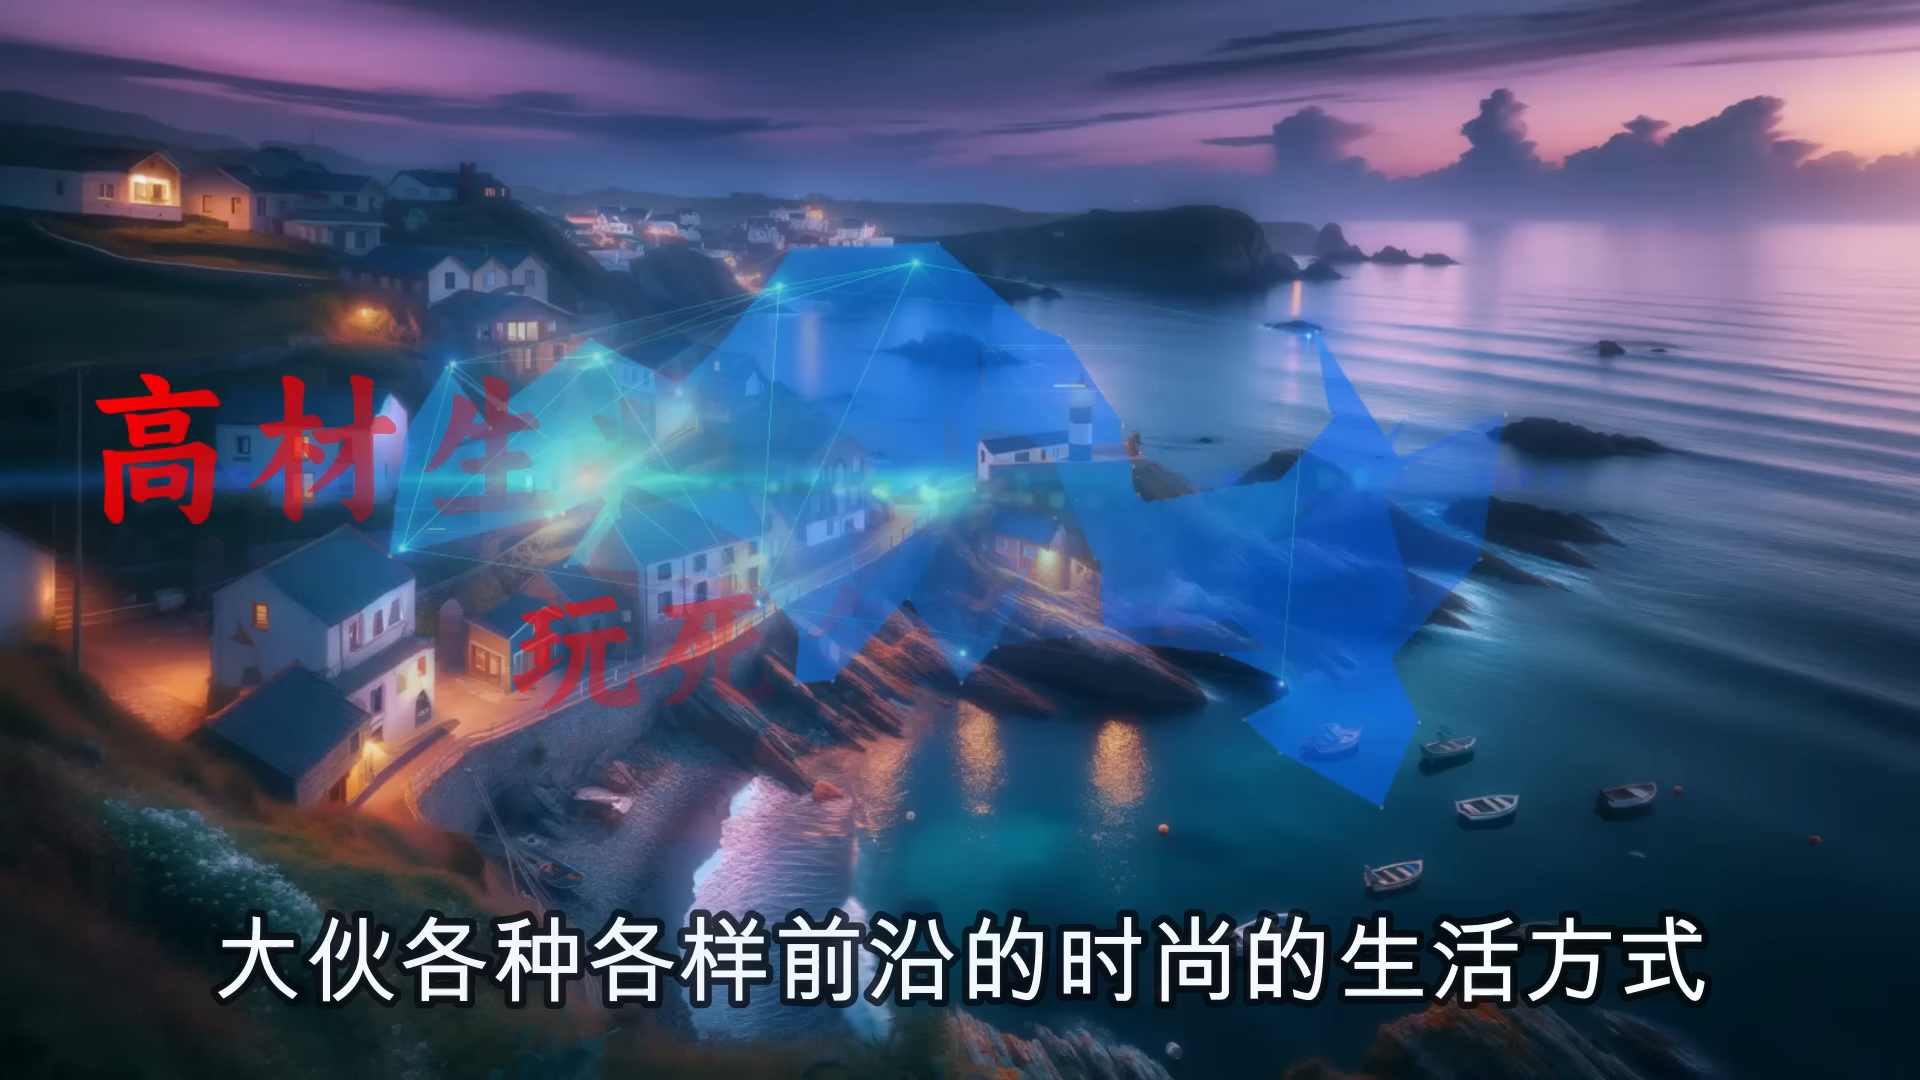 高材生
玩死
大伙各种各样前沿的时尚的生活方式